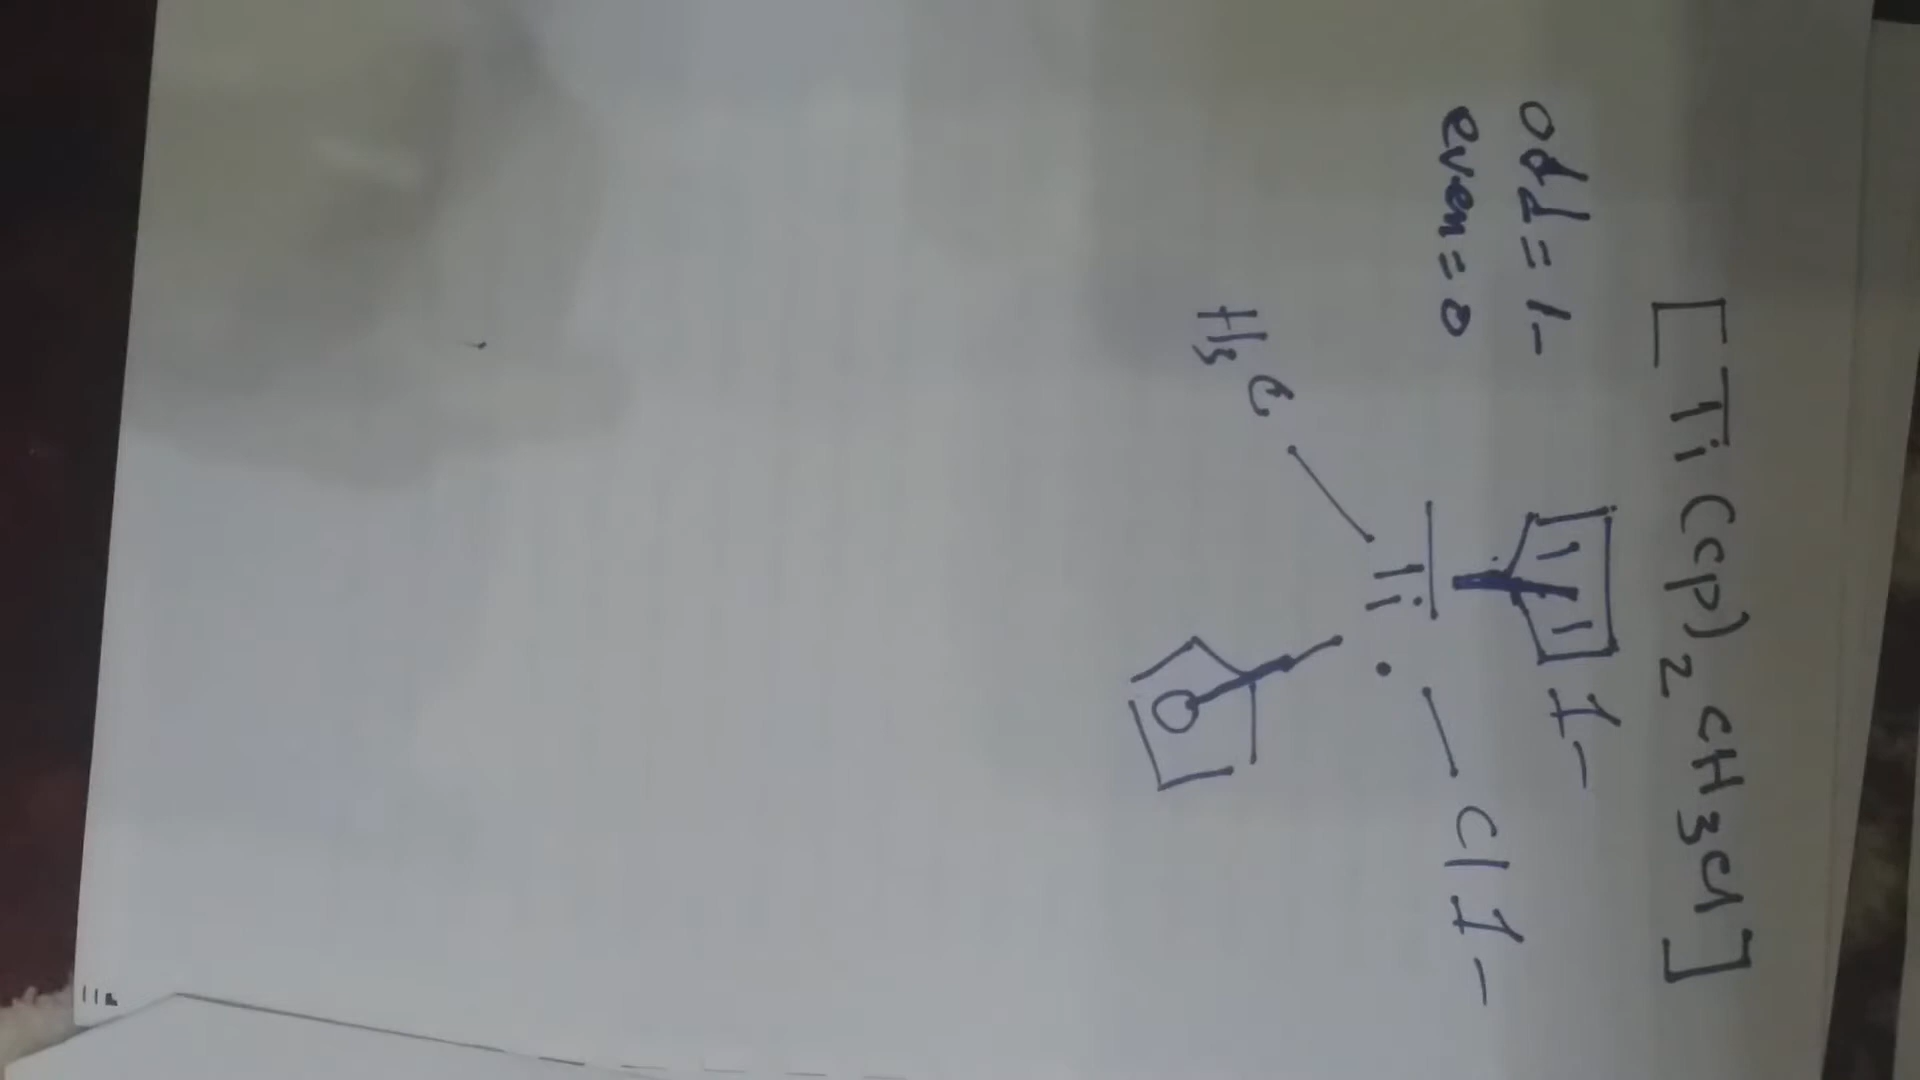 [Ti(cp)2CH3Cl]
odd = 1-
even = 0
1-
Ti
H3C
Cl 1-